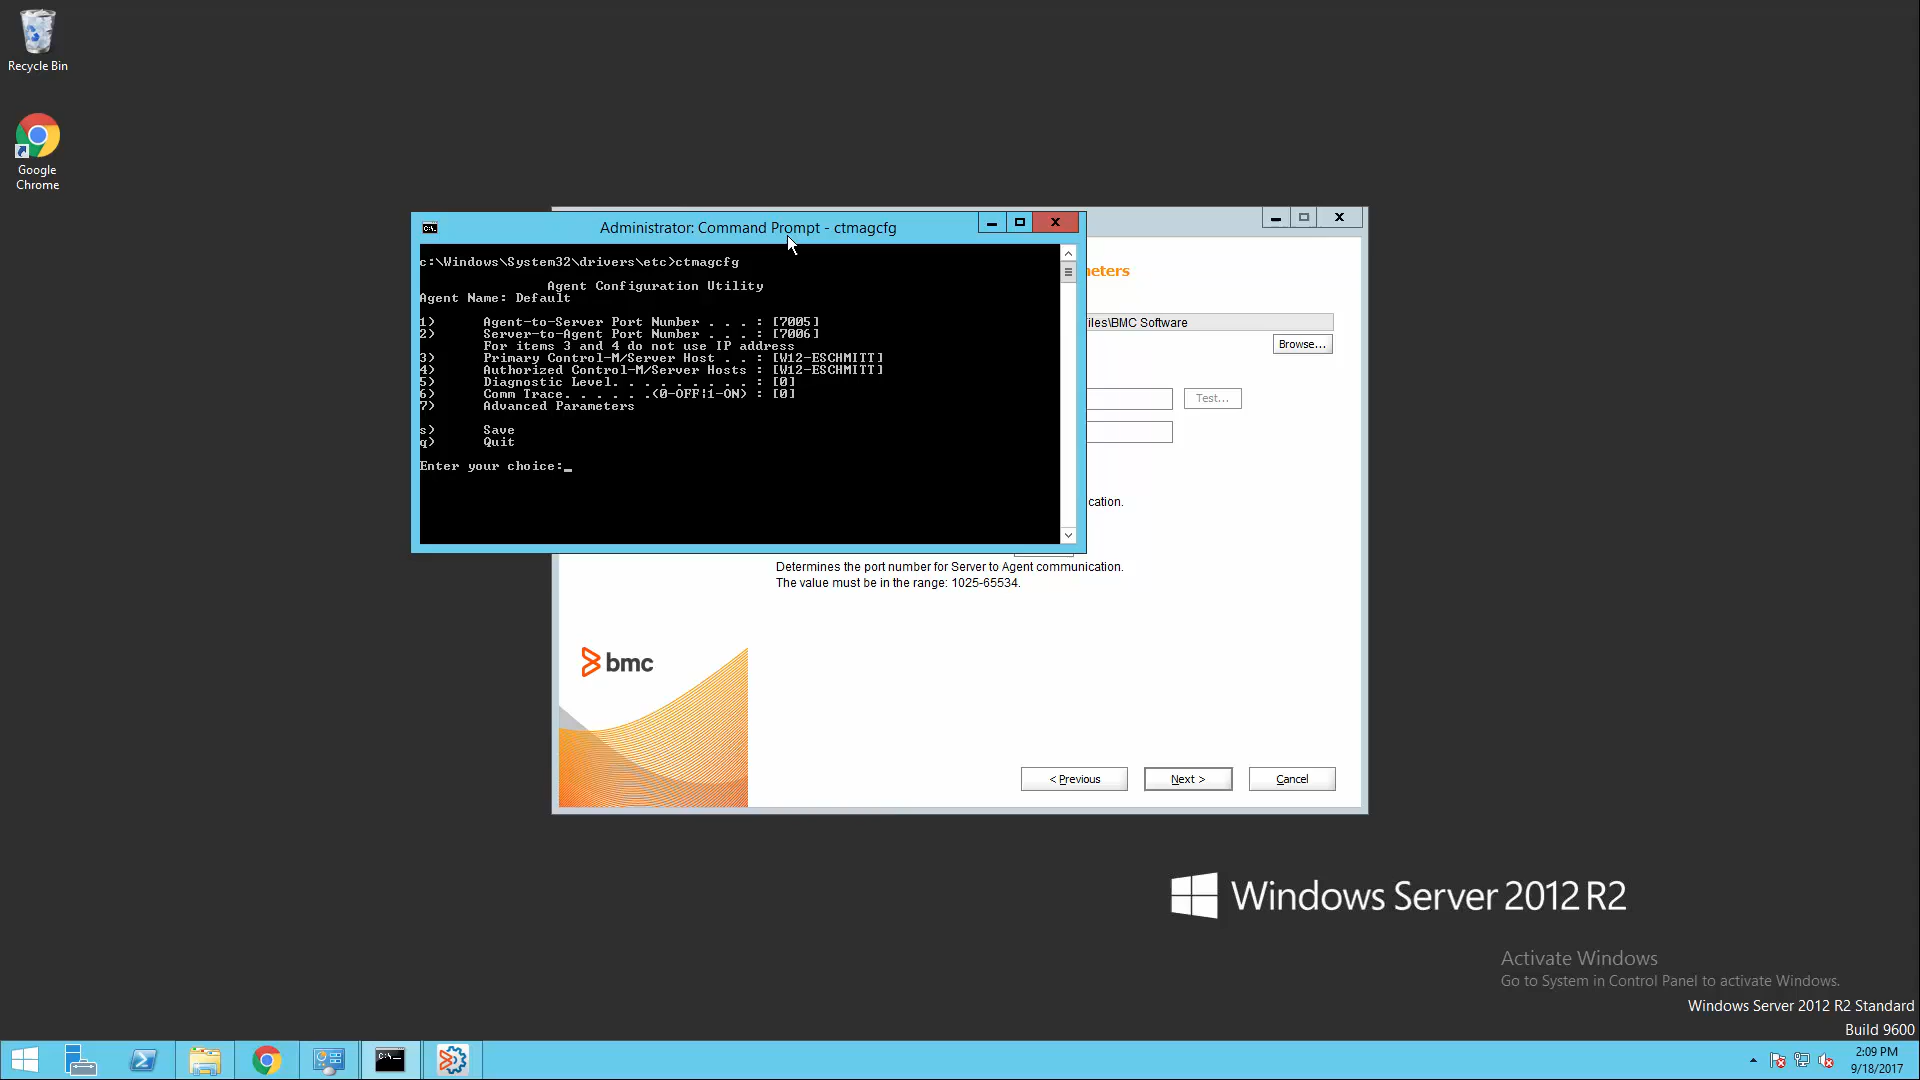 Recycle Bin
Google
Chrome
Administrator: Command Prompt - ctmagcfg
c:\Windows\System32\drivers\etc>ctmagcfg
Agent Configuration Utility
Agent Name: Default
1) Agent-to-Server Port Number . . . : [7005]
2) Server-to-Agent Port Number . . . : [7006]
For items 3 and 4 do not use IP address
3) Primary Control-M/Server Host . . : [W12-ESCHMITT]
4) Authorized Control-M/Server Hosts : [W12-ESCHMITT]
5) Diagnostic Level. . . . . . . . . : [0]
6) Comm Trace. . . . . .(0-OFF|1-ON) : [0]
7) Advanced Parameters
s) Save
q) Quit
Enter your choice:_
eters
iles\BMC Software
Browse...
Test...
cation.
Determines the port number for Server to Agent communication.
The value must be in the range: 1025-65534.
bmc
< Previous
Next >
Cancel
Windows Server 2012 R2
Activate Windows
Go to System in Control Panel to activate Windows.
Windows Server 2012 R2 Standard
Build 9600
2:09 PM
9/18/2017